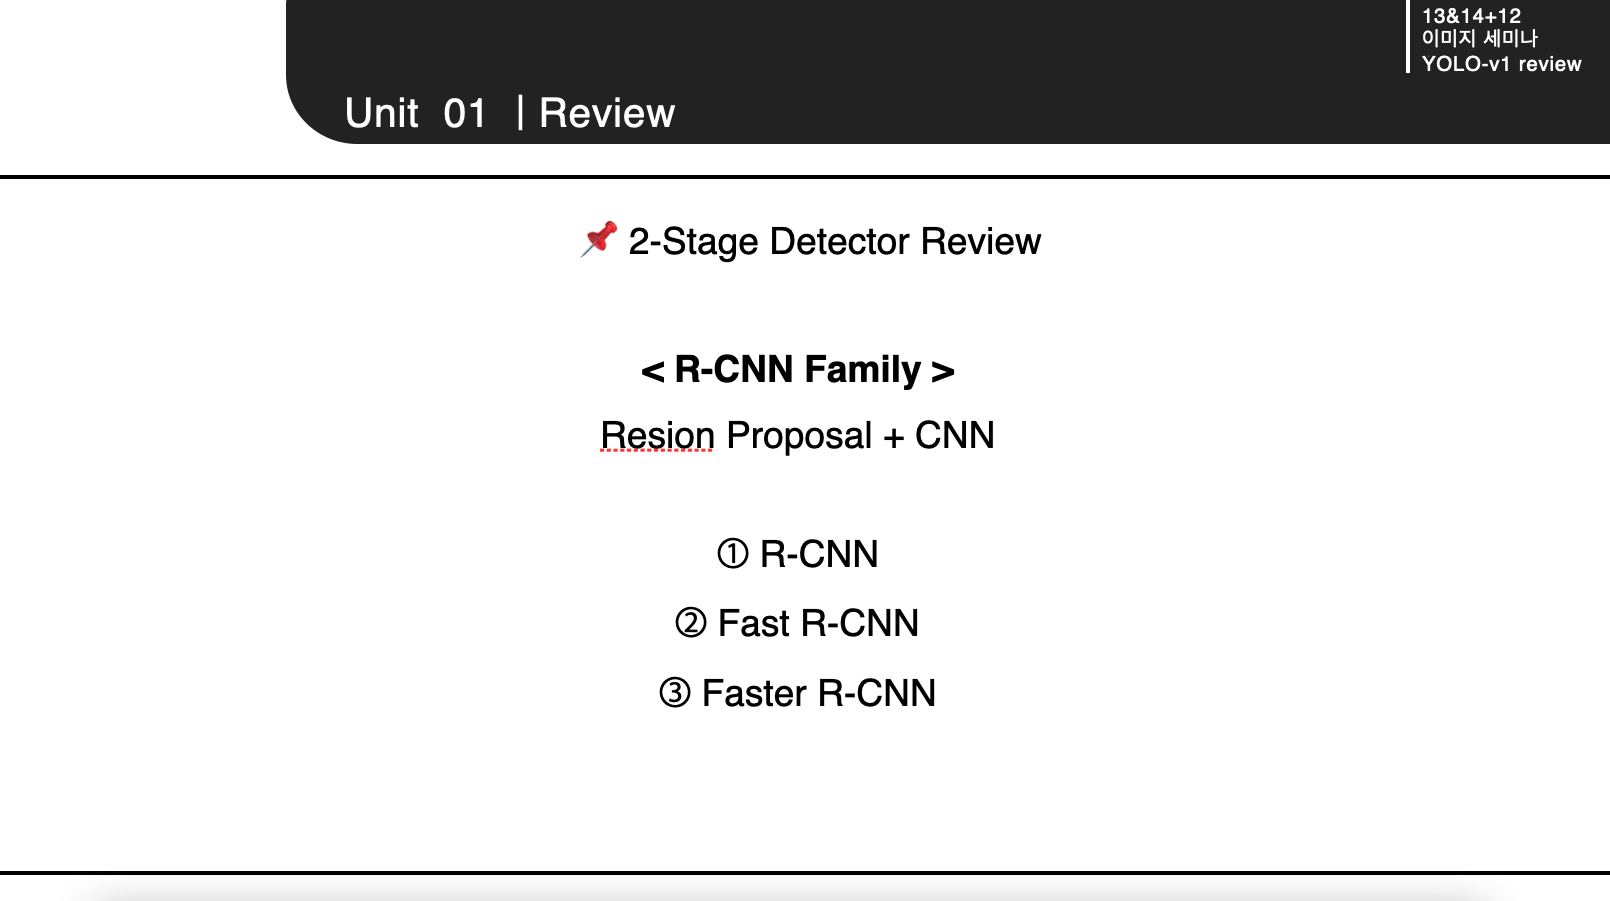 13&14+12
이미지 세미나
YOLO-v1 review
Unit 01 | Review
📌 2-Stage Detector Review
< R-CNN Family >
Resion Proposal + CNN
① R-CNN
② Fast R-CNN
③ Faster R-CNN